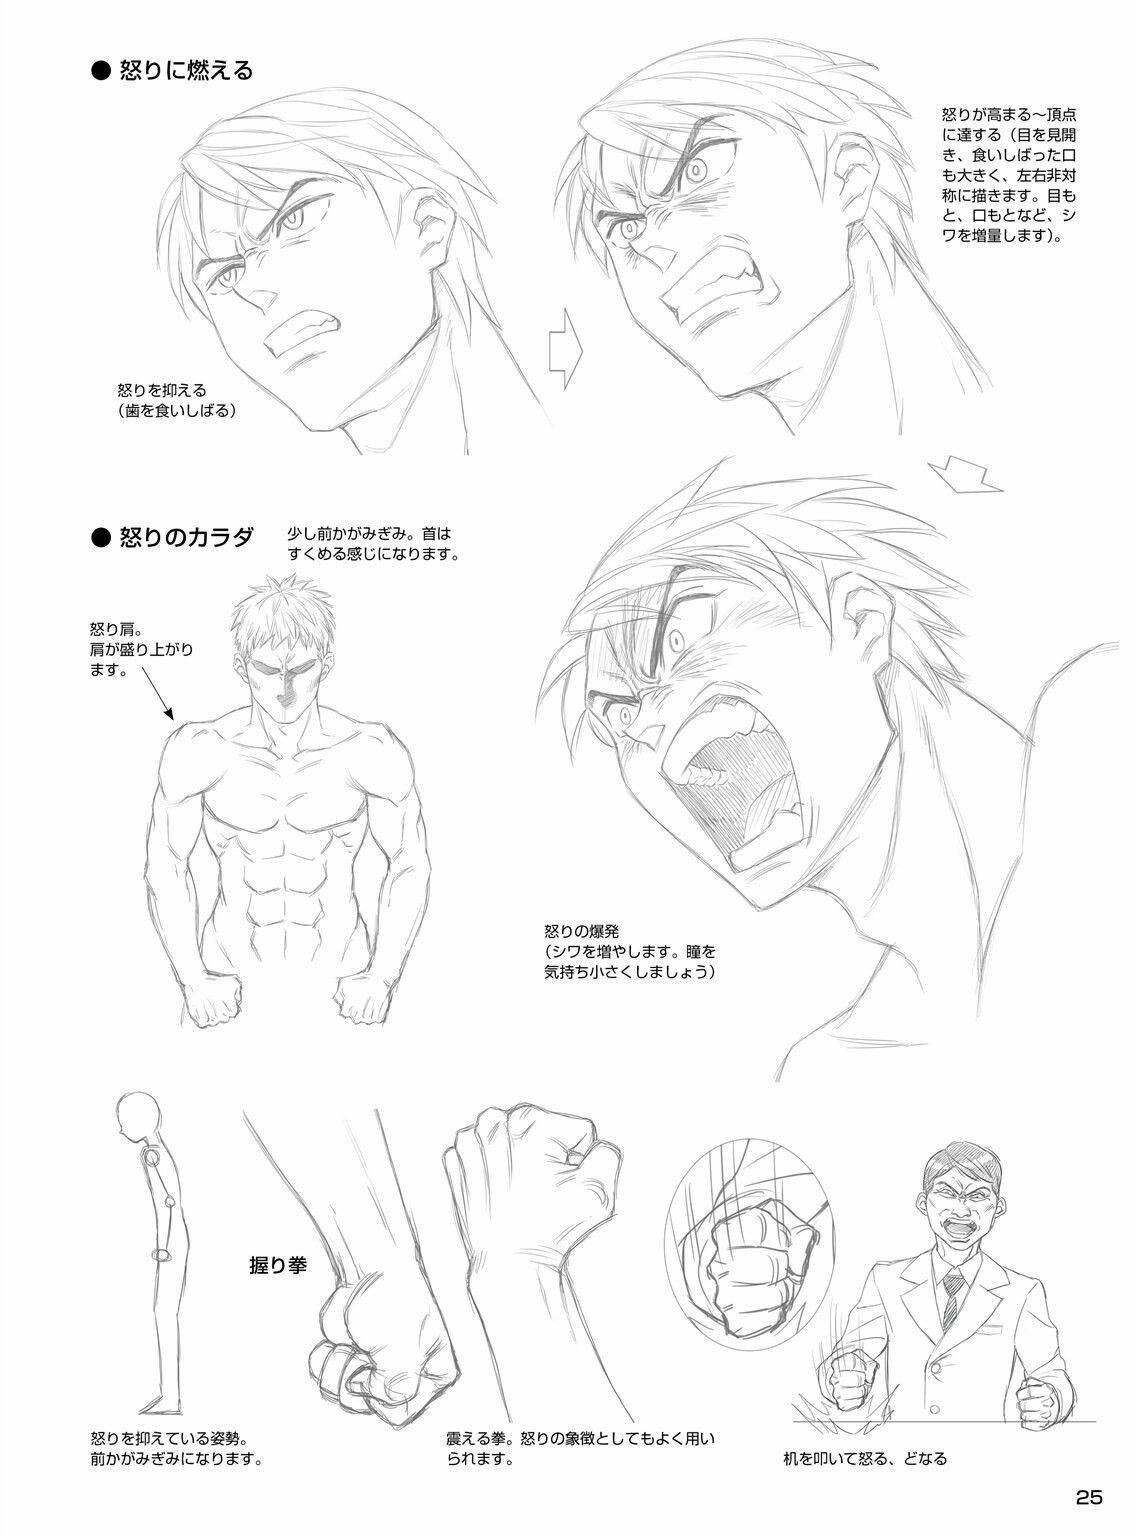 ● 怒りに燃える
怒りが高まる〜頂点
に達する（目を見開
き、食いしばった口
も大きく、左右非対
称に描きます。目も
と、口もとなど、シ
ワを増量します）。
怒りを抑える
（歯を食いしばる）
● 怒りのカラダ
少し前かがみぎみ。首は
すくめる感じになります。
怒り肩。
肩が盛り上がり
ます。
怒りの爆発
（シワを増やします。瞳を
気持ち小さくしましょう）
握り拳
怒りを抑えている姿勢。
前かがみぎみになります。
震える拳。怒りの象徴としてもよく用い
られます。
机を叩いて怒る、どなる
25